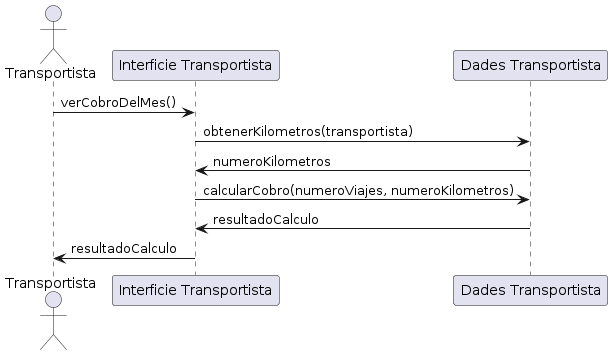 Transportista
Interficie Transportista
Dades Transportista
verCobroDelMes()
obtenerKilometros(transportista)
numeroKilometros
calcularCobro(numeroViajes, numeroKilometros)
resultadoCalculo
resultadoCalculo
Transportista
Interficie Transportista
Dades Transportista